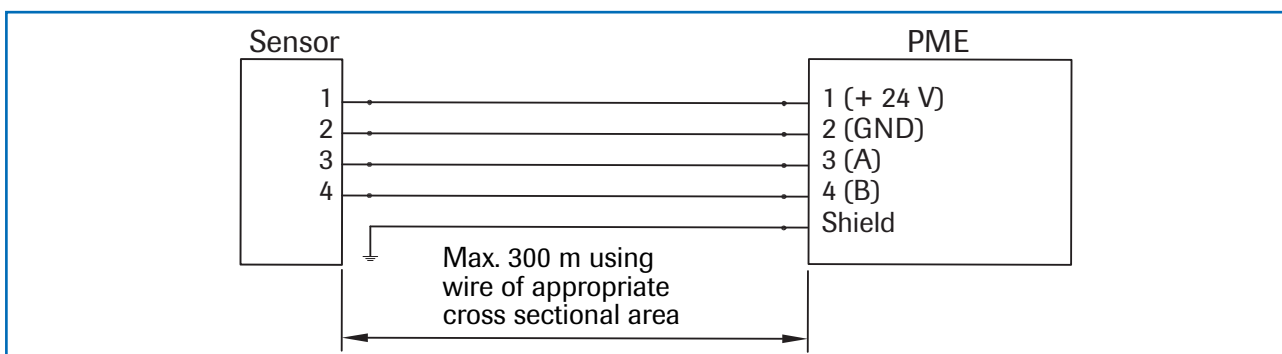 Sensor
PME
1
2
3
4
1 (+ 24 V)
2 (GND)
3 (A)
4 (B)
Shield
Max. 300 m using
wire of appropriate
cross sectional area